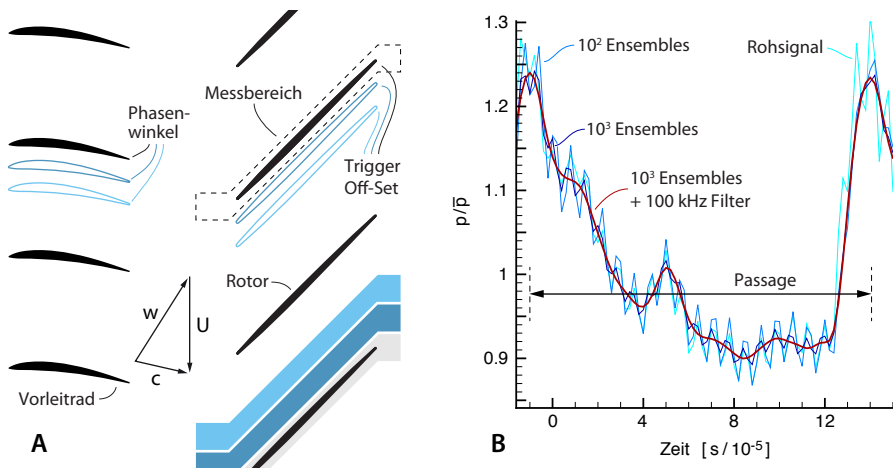 Messbereich
Phasen-
winkel
Trigger
Off-Set
Rotor
w
U
c
Vorleitrad
A
1.3
1.2
1.1
1
0.9
p/p̅
10² Ensembles
Rohsignal
10³ Ensembles
10³ Ensembles
+ 100 kHz Filter
Passage
0
4
8
12
B
Zeit [ s / 10⁻⁵ ]